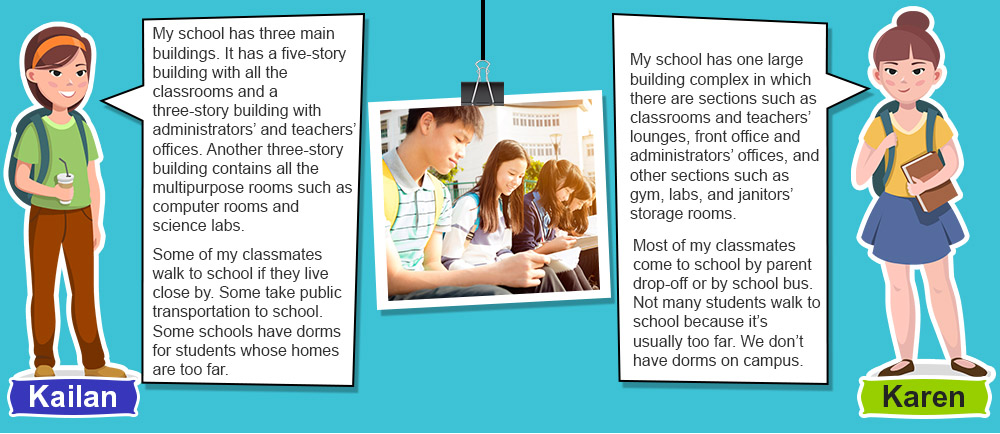 My school has three main
buildings. It has a five-story
building with all the
classrooms and a
three-story building with
administrators’ and teachers’
offices. Another three-story
building contains all the
multipurpose rooms such as
computer rooms and
science labs.
Some of my classmates
walk to school if they live
close by. Some take public
transportation to school.
Some schools have dorms
for students whose homes
are too far.
Kailan
My school has one large
building complex in which
there are sections such as
classrooms and teachers’
lounges, front office and
administrators’ offices, and
other sections such as
gym, labs, and janitors’
storage rooms.
Most of my classmates
come to school by parent
drop-off or by school bus.
Not many students walk to
school because it’s
usually too far. We don’t
have dorms on campus.
Karen